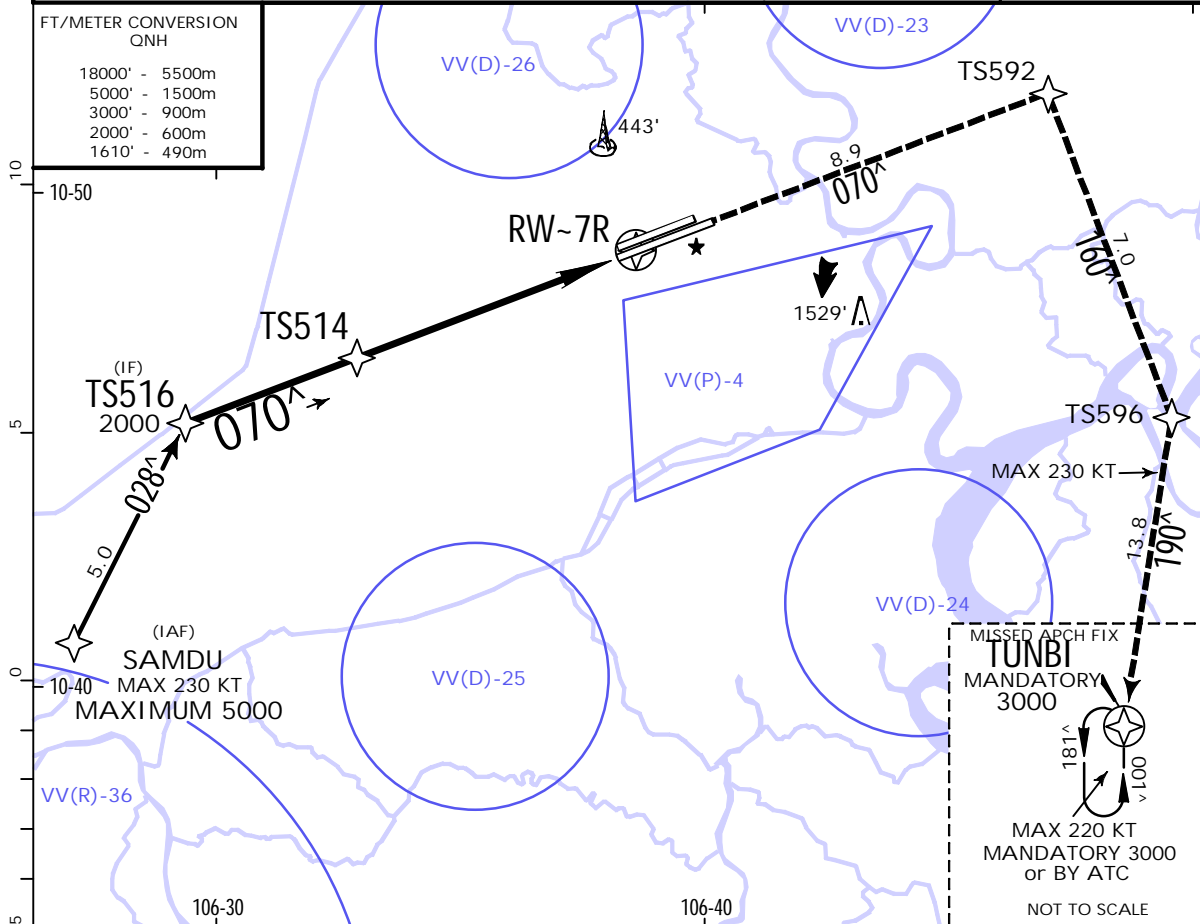 FT/METER CONVERSION
QNH
18000' - 5500m
5000' - 1500m
3000' - 900m
2000' - 600m
1610' - 490m
VV(D)-26
VV(D)-23
TS592
443'
8.9
070^
10
10-50
RW~7R
160^
7.0
1529'
TS514
(IF)
TS516
2000
070^
VV(P)-4
TS596
5
MAX 230 KT
028^
5.0
13.8
190^
VV(D)-24
(IAF)
SAMDU
MAX 230 KT
MAXIMUM 5000
0
10-40
VV(D)-25
MISSED APCH FIX
TUNBI
MANDATORY
3000
181^
001^
VV(R)-36
MAX 220 KT
MANDATORY 3000
or BY ATC
NOT TO SCALE
5
106-30
106-40